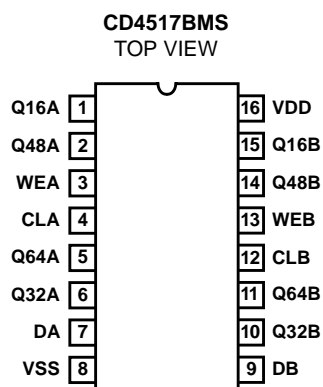 CD4517BMS
TOP VIEW
Q16A 1 16 VDD
Q48A 2 15 Q16B
WEA 3 14 Q48B
CLA 4 13 WEB
Q64A 5 12 CLB
Q32A 6 11 Q64B
DA 7 10 Q32B
VSS 8 9 DB